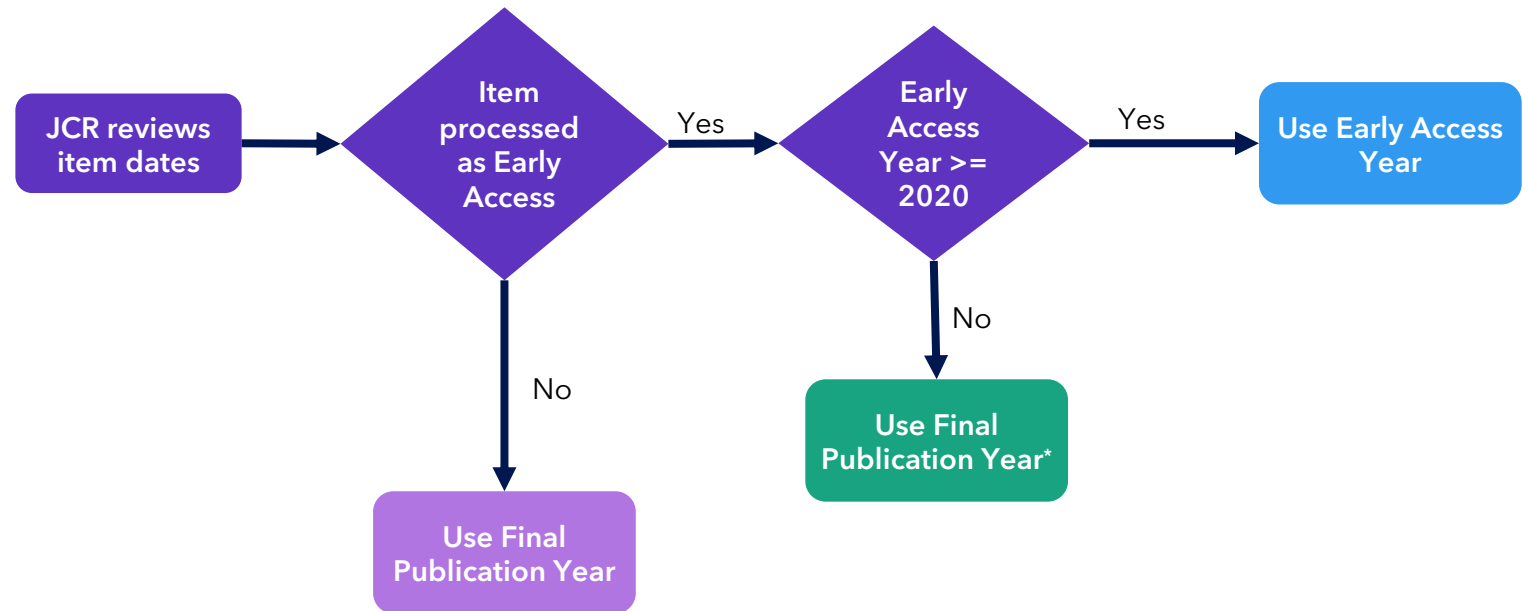 JCR reviews
item dates
Item
processed
as Early
Access
Yes
Early
Access
Year >=
2020
Yes
Use Early Access
Year
No
Use Final
Publication Year*
No
Use Final
Publication Year